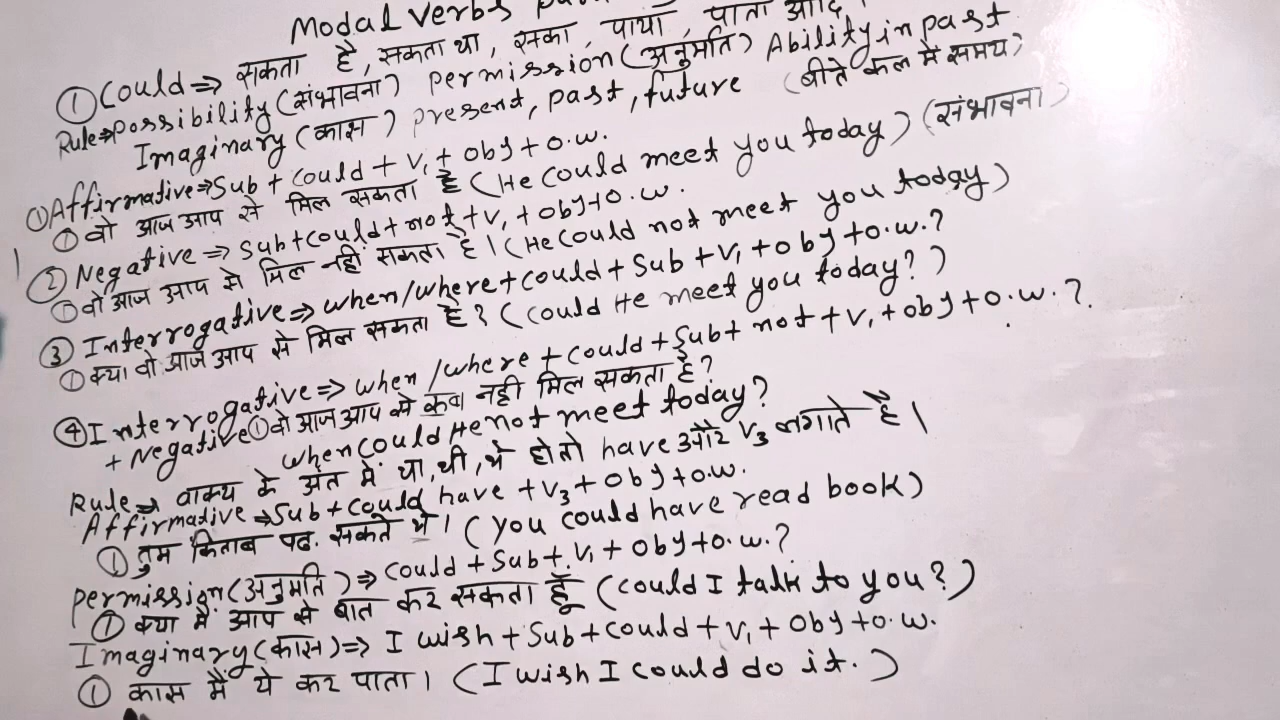 Modal Verbs
① Could ⇒ सकता है, सकता था, सका, पाया, पाता आदि।
Rule⇒Possibility(संभावना) Permission(अनुमति) Ability in past
Imaginary(कास) Present, past, future (बीते कल में समय)
① Affirmative⇒Sub + could + V₁ + Obj + O.w.
① वो आज आप से मिल सकता है (He could meet you today) (संभावना)
② Negative ⇒ Sub+could+not+V₁+Obj+O.w.
① वो आज आप से मिल नहीं सकता है। (He could not meet you today)
③ Interrogative⇒ when/where+could+Sub+V₁+Obj+O.w.?
① क्या वो आज आप से मिल सकता है? (Could He meet you today?)
④ Interrogative⇒ when/where + could+Sub+ not+V₁+Obj+O.w.?
+ Negative ① वो आज आप से कब नही मिल सकता है?
when could He not meet today?
Rule⇒ वाक्य के अंत में था, थी, थे हो तो have और V₃ लगाते है।
Affirmative ⇒Sub+could have +V₃+Obj+O.w.
① तुम किताब पढ़ सकते थे। (You could have read book)
Permission(अनुमति)⇒ Could+Sub+V₁+Obj+O.w.?
① क्या मैं आप से बात कर सकता हूँ (Could I talk to you?)
Imaginary(कास)⇒ I wish+Sub+could+V₁+Obj+O.w.
① कास मैं ये कर पाता। (I wish I could do it.)